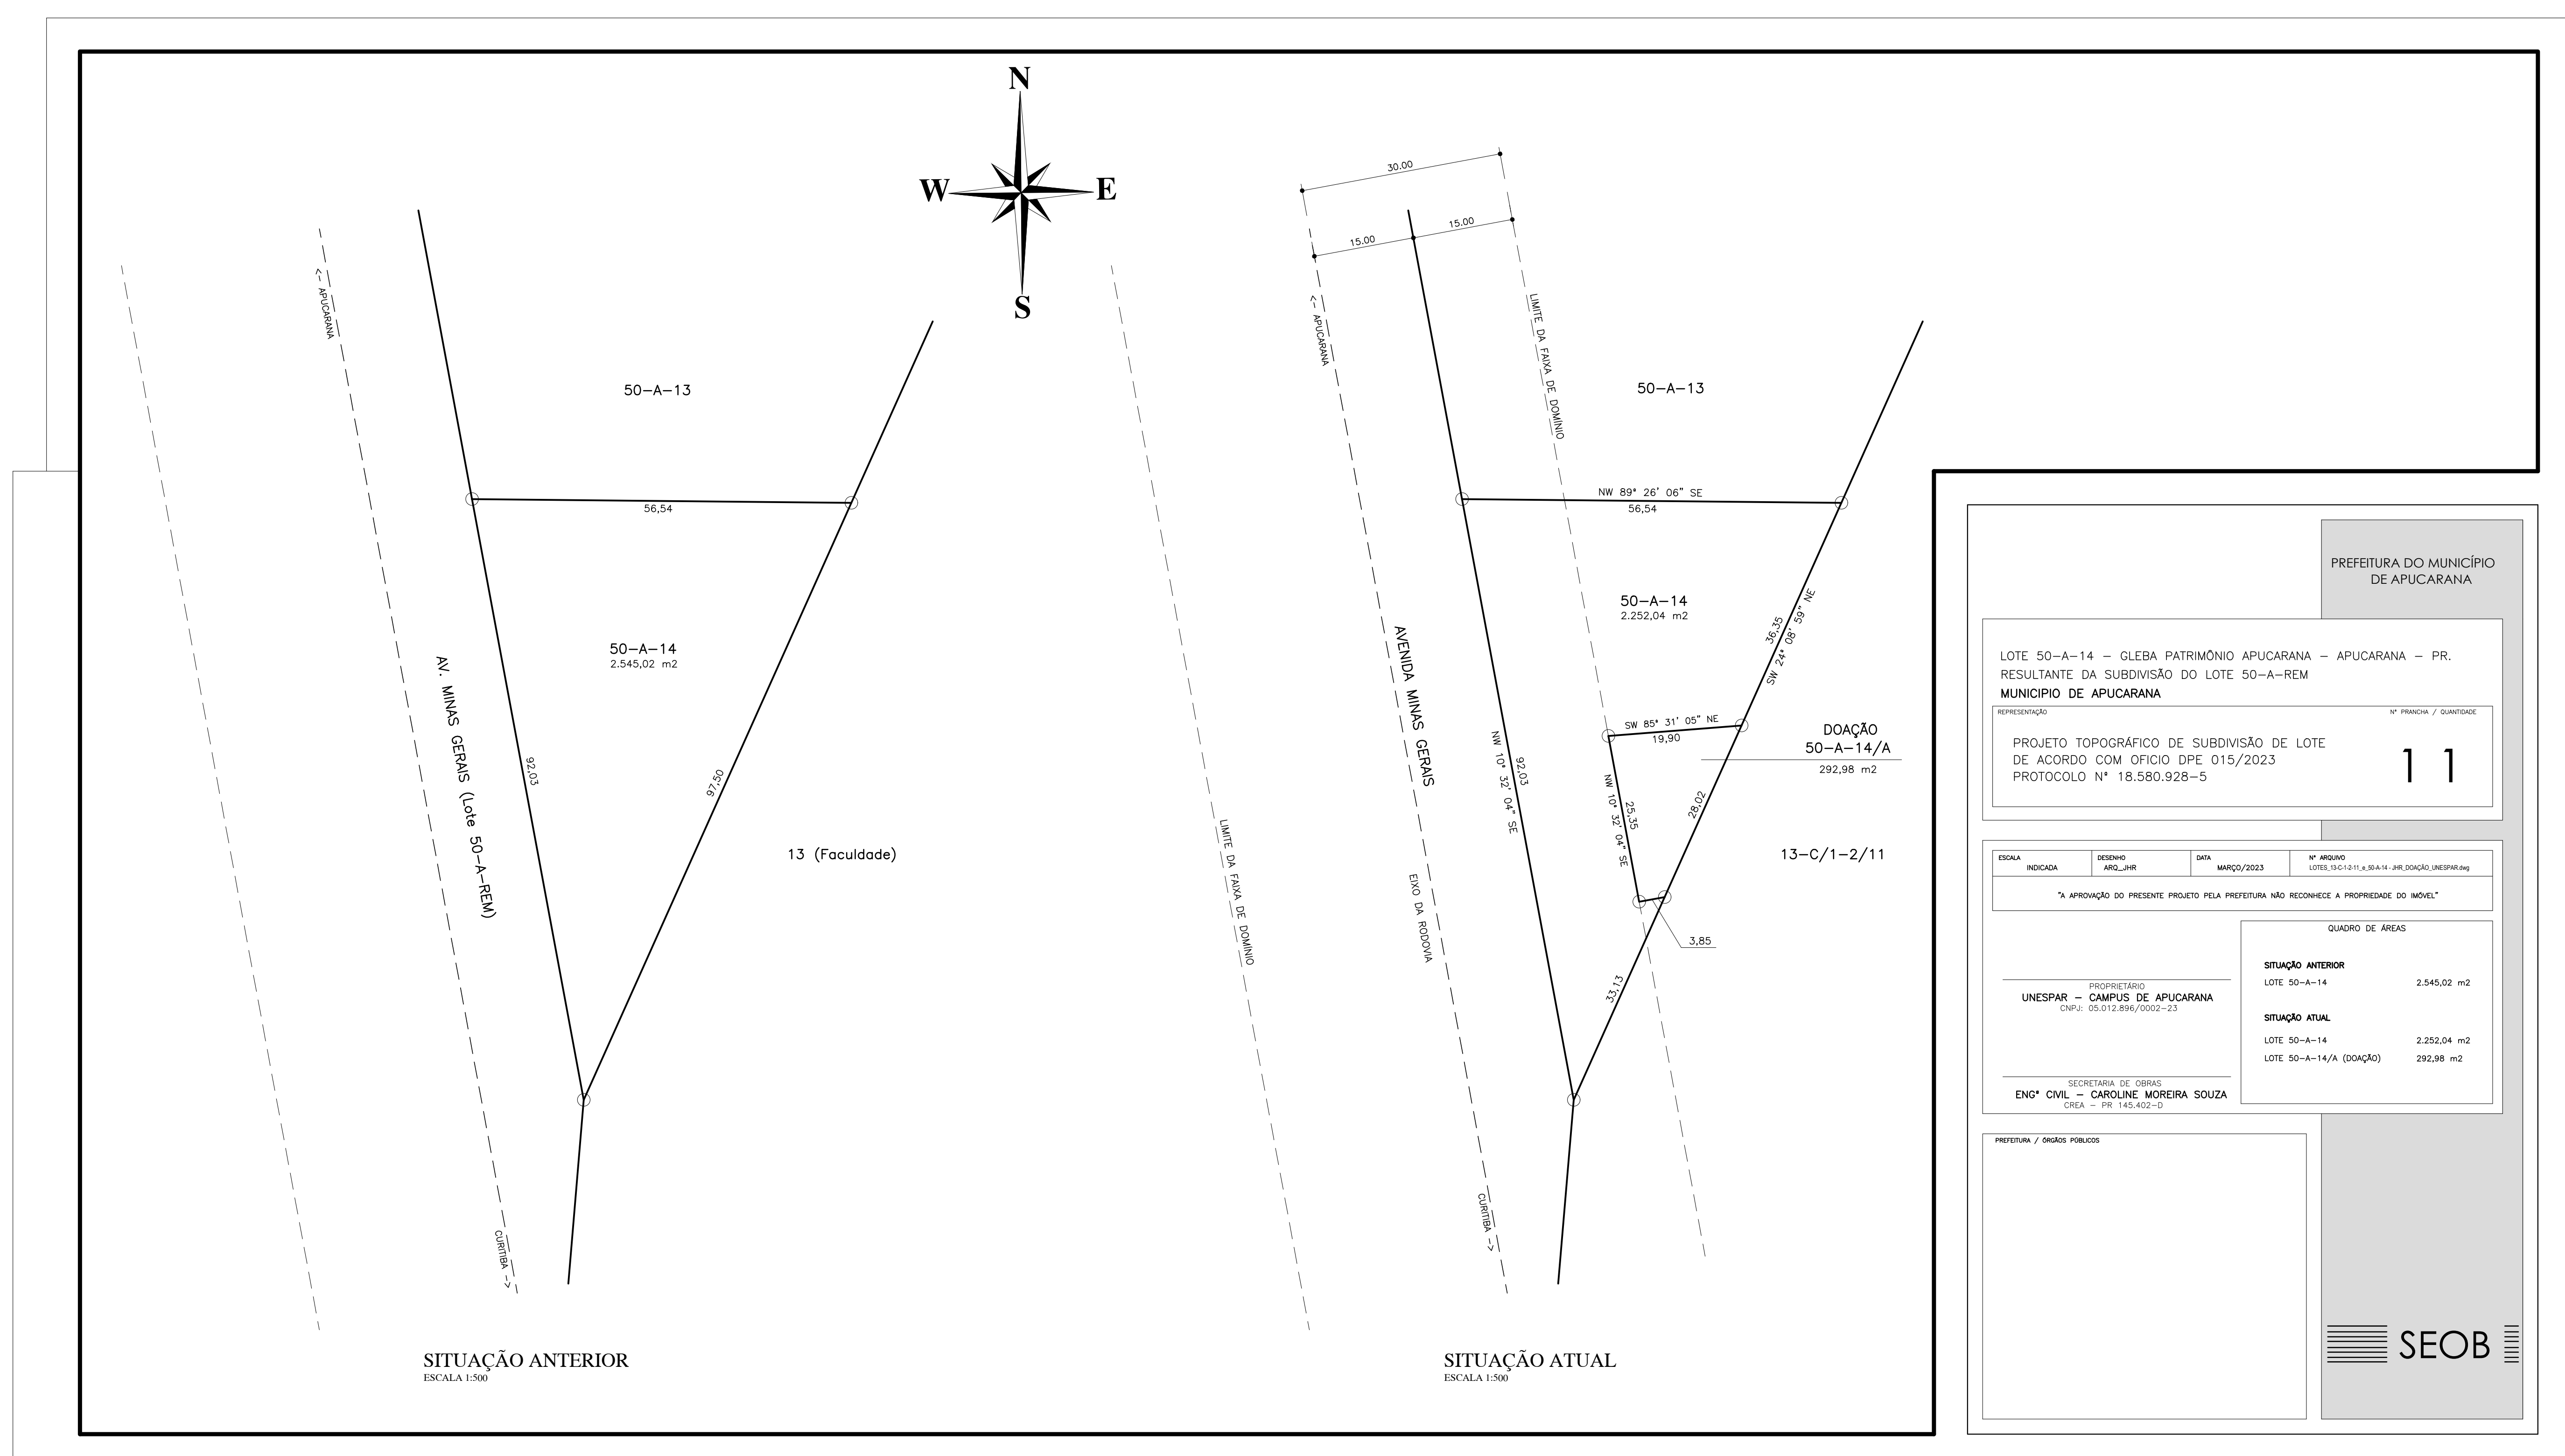 N
W
E
S
<- APUCARANA
50-A-13
56,54
50-A-14
2.545,02 m2
AV. MINAS GERAIS (Lote 50-A-REM)
92,03
97,50
13 (Faculdade)
CURITIBA ->
SITUAÇÃO ANTERIOR
ESCALA 1:500
30.00
15.00
15.00
<- APUCARANA
LIMITE DA FAIXA DE DOMÍNIO
50-A-13
NW 89° 26' 06" SE
56,54
50-A-14
2.252,04 m2
36,35
SW 24° 08' 59" NE
AVENIDA MINAS GERAIS
NW 10° 32' 04" SE
92,03
SW 85° 31' 05" NE
19,90
DOAÇÃO
50-A-14/A
292,98 m2
NW 10° 32' 04" SE
25,35
28,02
13-C/1-2/11
LIMITE DA FAIXA DE DOMÍNIO
EIXO DA RODOVIA
3,85
33,13
CURITIBA ->
SITUAÇÃO ATUAL
ESCALA 1:500
PREFEITURA DO MUNICÍPIO
DE APUCARANA
LOTE 50-A-14 - GLEBA PATRIMÔNIO APUCARANA - APUCARANA - PR.
RESULTANTE DA SUBDIVISÃO DO LOTE 50-A-REM
MUNICIPIO DE APUCARANA
REPRESENTAÇÃO
N° PRANCHA / QUANTIDADE
PROJETO TOPOGRÁFICO DE SUBDIVISÃO DE LOTE
DE ACORDO COM OFICIO DPE 015/2023
PROTOCOLO N° 18.580.928-5
1 1
ESCALA
INDICADA
DESENHO
ARQ_JHR
DATA
MARÇO/2023
N° ARQUIVO
LOTES_13-C-1-2-11_e_50-A-14 - JHR_DOAÇÃO_UNESPAR.dwg
"A APROVAÇÃO DO PRESENTE PROJETO PELA PREFEITURA NÃO RECONHECE A PROPRIEDADE DO IMÓVEL"
PROPRIETÁRIO
UNESPAR - CAMPUS DE APUCARANA
CNPJ: 05.012.896/0002-23
SECRETARIA DE OBRAS
ENG° CIVIL - CAROLINE MOREIRA SOUZA
CREA - PR 145.402-D
QUADRO DE ÁREAS
SITUAÇÃO ANTERIOR
LOTE 50-A-14 2.545,02 m2
SITUAÇÃO ATUAL
LOTE 50-A-14 2.252,04 m2
LOTE 50-A-14/A (DOAÇÃO) 292,98 m2
PREFEITURA / ÓRGÃOS PÚBLICOS
SEOB